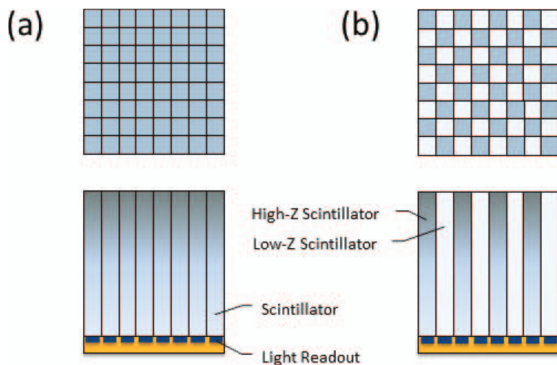 (a)
(b)
High-Z Scintillator
Low-Z Scintillator
Scintillator
Light Readout